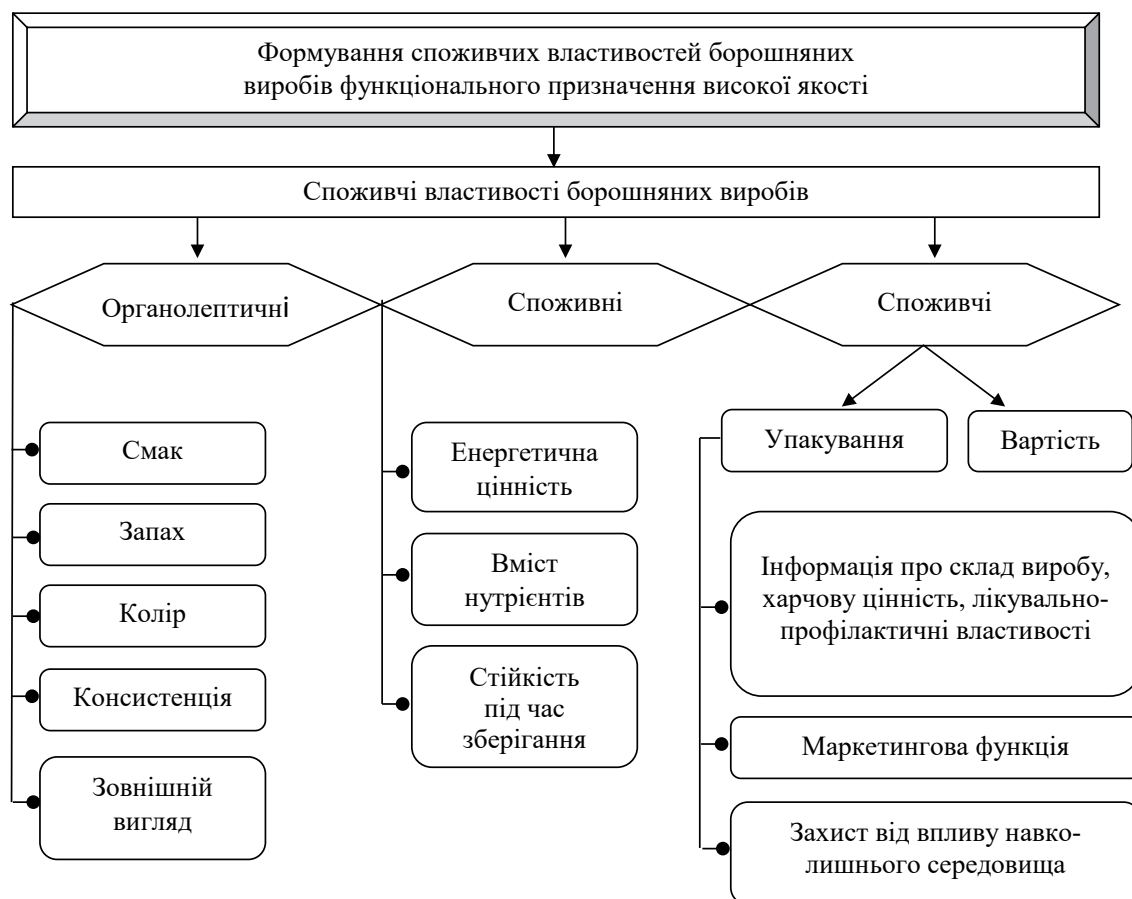 Формування споживчих властивостей борошняних
виробів функціонального призначення високої якості
Споживчі властивості борошняних виробів
Органолептичні
Споживні
Споживчі
Смак
Запах
Колір
Консистенція
Зовнішній
вигляд
Енергетична
цінність
Вміст
нутрієнтів
Стійкість
під час
зберігання
Упакування
Вартість
Інформація про склад виробу,
харчову цінність, лікувально-
профілактичні властивості
Маркетингова функція
Захист від впливу навко-
лишнього середовища